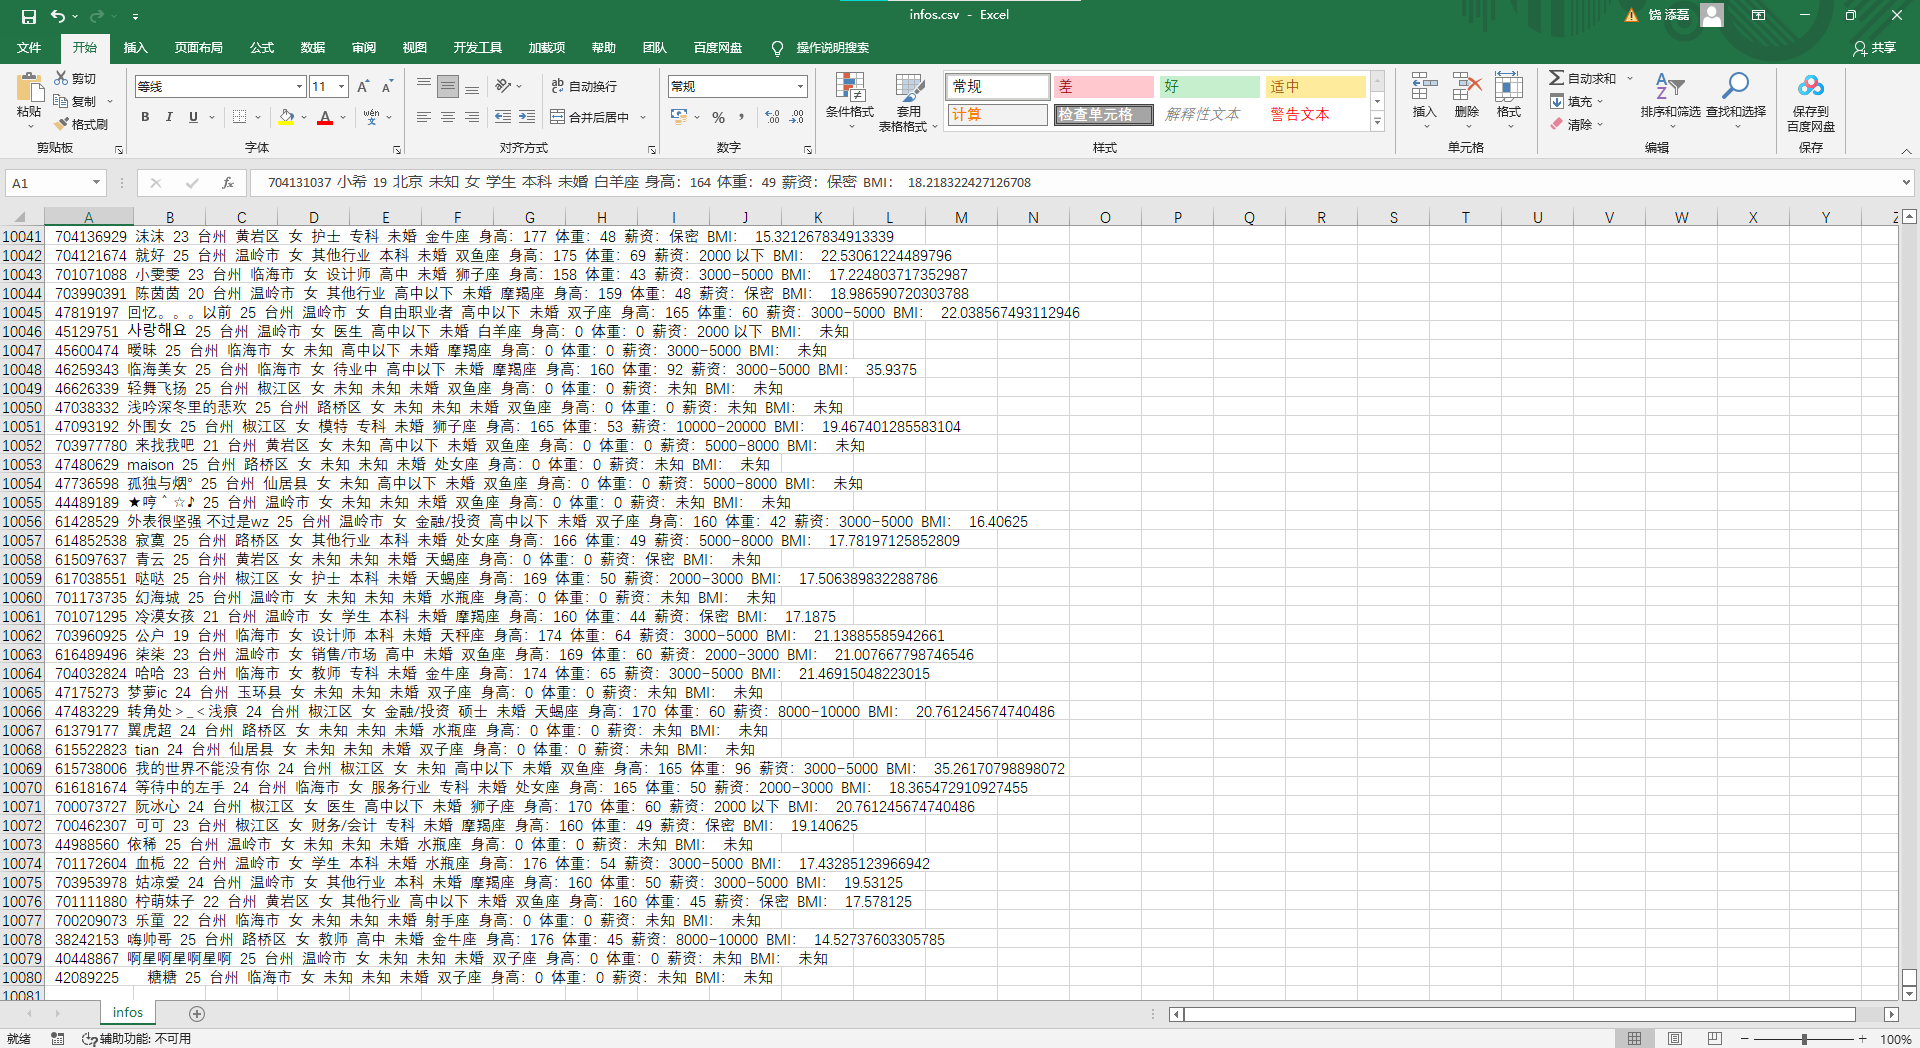 infos.csv - Excel
饶 添磊
文件 开始 插入 页面布局 公式 数据 审阅 视图 开发工具 加载项 帮助 团队 百度网盘 操作说明搜索 共享
粘贴 剪切 复制 格式刷 剪贴板
等线 11 B I U A wén 字体
自动换行 合并后居中 对齐方式
常规 % 数字
条件格式 套用 表格格式
常规 差 好 适中
计算 检查单元格 解释性文本 警告文本
样式
插入 删除 格式 单元格
自动求和 填充 清除 排序和筛选 查找和选择 编辑
保存到 百度网盘 保存
A1 fx 704131037 小希 19 北京 未知 女 学生 本科 未婚 白羊座 身高：164 体重：49 薪资：保密 BMI： 18.218322427126708
A B C D E F G H I J K L M N O P Q R S T U V W X Y Z
10041 704136929 沫沫 23 台州 黄岩区 女 护士 专科 未婚 金牛座 身高：177 体重：48 薪资：保密 BMI： 15.321267834913339
10042 704121674 就好 25 台州 温岭市 女 其他行业 本科 未婚 双鱼座 身高：175 体重：69 薪资：2000以下 BMI： 22.53061224489796
10043 701071088 小雯雯 23 台州 临海市 女 设计师 高中 未婚 狮子座 身高：158 体重：43 薪资：3000-5000 BMI： 17.224803717352987
10044 703990391 陈茵茵 20 台州 温岭市 女 其他行业 高中以下 未婚 摩羯座 身高：159 体重：48 薪资：保密 BMI： 18.986590720303788
10045 47819197 回忆。。。以前 25 台州 温岭市 女 自由职业者 高中以下 未婚 双子座 身高：165 体重：60 薪资：3000-5000 BMI： 22.038567493112946
10046 45129751 사랑해요 25 台州 温岭市 女 医生 高中以下 未婚 白羊座 身高：0 体重：0 薪资：2000以下 BMI： 未知
10047 45600474 暧昧 25 台州 临海市 女 未知 高中以下 未婚 摩羯座 身高：0 体重：0 薪资：3000-5000 BMI： 未知
10048 46259343 临海美女 25 台州 临海市 女 待业中 高中以下 未婚 摩羯座 身高：160 体重：92 薪资：3000-5000 BMI： 35.9375
10049 46626339 轻舞飞扬 25 台州 椒江区 女 未知 未知 未婚 双鱼座 身高：0 体重：0 薪资：未知 BMI： 未知
10050 47038332 浅吟深冬里的悲欢 25 台州 路桥区 女 未知 未知 未婚 双鱼座 身高：0 体重：0 薪资：未知 BMI： 未知
10051 47093192 外围女 25 台州 椒江区 女 模特 专科 未婚 狮子座 身高：165 体重：53 薪资：10000-20000 BMI： 19.467401285583104
10052 703977780 来找我吧 21 台州 黄岩区 女 未知 高中以下 未婚 双鱼座 身高：0 体重：0 薪资：5000-8000 BMI： 未知
10053 47480629 maison 25 台州 路桥区 女 未知 未知 未婚 处女座 身高：0 体重：0 薪资：未知 BMI： 未知
10054 47736598 孤独与烟° 25 台州 仙居县 女 未知 高中以下 未婚 双鱼座 身高：0 体重：0 薪资：5000-8000 BMI： 未知
10055 44489189 ★哼＾☆♪ 25 台州 温岭市 女 未知 未知 未婚 双鱼座 身高：0 体重：0 薪资：未知 BMI： 未知
10056 61428529 外表很坚强 不过是wz 25 台州 温岭市 女 金融/投资 高中以下 未婚 双子座 身高：160 体重：42 薪资：3000-5000 BMI： 16.40625
10057 614852538 寂寞 25 台州 路桥区 女 其他行业 本科 未婚 处女座 身高：166 体重：49 薪资：5000-8000 BMI： 17.78197125852809
10058 615097637 青云 25 台州 黄岩区 女 未知 未知 未婚 天蝎座 身高：0 体重：0 薪资：保密 BMI： 未知
10059 617038551 哒哒 25 台州 椒江区 女 护士 本科 未婚 天蝎座 身高：169 体重：50 薪资：2000-3000 BMI： 17.506389832288786
10060 701173735 幻海城 25 台州 温岭市 女 未知 未知 未婚 水瓶座 身高：0 体重：0 薪资：未知 BMI： 未知
10061 701071295 冷漠女孩 21 台州 温岭市 女 学生 本科 未婚 摩羯座 身高：160 体重：44 薪资：保密 BMI： 17.1875
10062 703960961 公户 19 台州 临海市 女 设计师 本科 未婚 天秤座 身高：174 体重：64 薪资：3000-5000 BMI： 21.13885585942661
10063 616489496 柒柒 23 台州 温岭市 女 销售/市场 高中 未婚 双鱼座 身高：169 体重：60 薪资：2000-3000 BMI： 21.007667798746546
10064 704032824 哈哈 23 台州 临海市 女 教师 专科 未婚 金牛座 身高：174 体重：65 薪资：3000-5000 BMI： 21.46915048223015
10065 47175273 梦萝ic 24 台州 玉环县 女 未知 未知 未婚 双子座 身高：0 体重：0 薪资：未知 BMI： 未知
10066 47483229 转角处>_<浅痕 24 台州 椒江区 女 金融/投资 硕士 未婚 天蝎座 身高：170 体重：60 薪资：8000-10000 BMI： 20.761245674740486
10067 61379177 翼虎超 24 台州 路桥区 女 未知 未知 未婚 水瓶座 身高：0 体重：0 薪资：未知 BMI： 未知
10068 615522823 tian 24 台州 仙居县 女 未知 未知 未婚 双子座 身高：0 体重：0 薪资：未知 BMI： 未知
10069 615738006 我的世界不能没有你 24 台州 椒江区 女 未知 高中以下 未婚 双鱼座 身高：165 体重：96 薪资：3000-5000 BMI： 35.26170798898072
10070 616181674 等待中的左手 24 台州 临海市 女 服务行业 专科 未婚 处女座 身高：165 体重：50 薪资：2000-3000 BMI： 18.365472910927455
10071 700073727 阮冰心 24 台州 椒江区 女 医生 高中以下 未婚 狮子座 身高：170 体重：60 薪资：2000以下 BMI： 20.761245674740486
10072 700462307 可可 23 台州 椒江区 女 财务/会计 专科 未婚 摩羯座 身高：160 体重：49 薪资：保密 BMI： 19.140625
10073 44988560 依稀 25 台州 温岭市 女 未知 未知 未婚 水瓶座 身高：0 体重：0 薪资：未知 BMI： 未知
10074 701172604 血栀 22 台州 温岭市 女 学生 本科 未婚 水瓶座 身高：176 体重：54 薪资：3000-5000 BMI： 17.43285123966942
10075 703953978 姑凉爱 24 台州 温岭市 女 其他行业 本科 未婚 摩羯座 身高：160 体重：50 薪资：3000-5000 BMI： 19.53125
10076 701111880 柠萌妹子 22 台州 黄岩区 女 其他行业 高中以下 未婚 双鱼座 身高：160 体重：45 薪资：保密 BMI： 17.578125
10077 700209073 乐童 22 台州 临海市 女 未知 未知 未婚 射手座 身高：0 体重：0 薪资：未知 BMI： 未知
10078 38242153 嗨帅哥 25 台州 路桥区 女 教师 高中 未婚 金牛座 身高：176 体重：45 薪资：8000-10000 BMI： 14.52737603305785
10079 40448867 啊星啊星啊星啊 25 台州 温岭市 女 未知 未知 未婚 双子座 身高：0 体重：0 薪资：未知 BMI： 未知
10080 42089225 糖糖 25 台州 临海市 女 未知 未知 未婚 双子座 身高：0 体重：0 薪资：未知 BMI： 未知
10081
infos
就绪 辅助功能: 不可用 100%